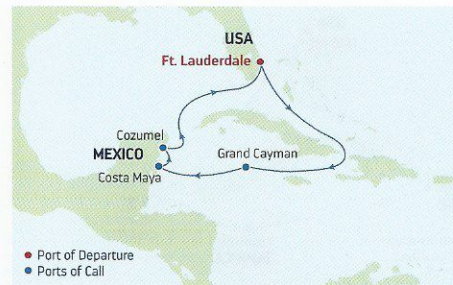 USA
Ft. Lauderdale
Cozumel
MEXICO
Grand Cayman
Costa Maya
Port of Departure
Ports of Call